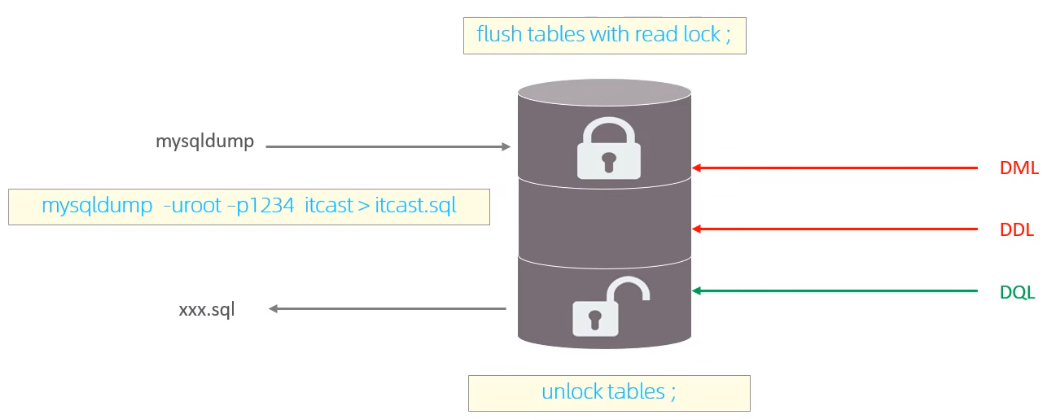 flush tables with read lock ;
mysqldump
DML
mysqldump -uroot –p1234 itcast > itcast.sql
DDL
DQL
xxx.sql
unlock tables ;